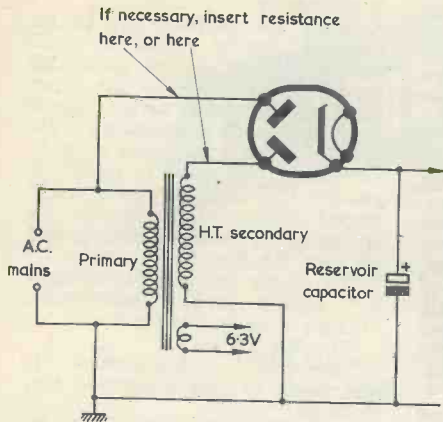 If necessary, insert resistance
here, or here
A.C.
mains
Primary
H.T. secondary
6·3V
Reservoir
capacitor
+